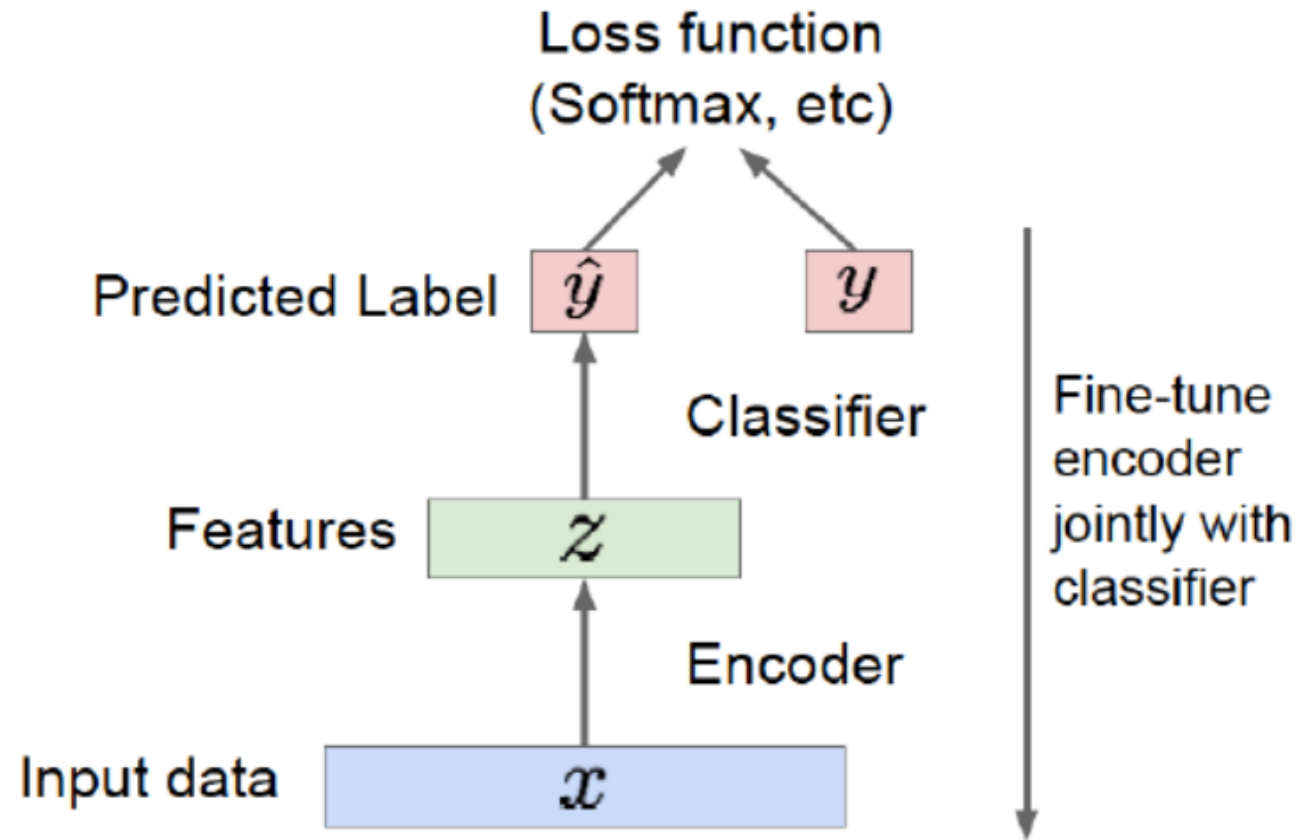 Loss function
(Softmax, etc)
Predicted Label
ŷ
y
Classifier
Fine-tune
encoder
jointly with
classifier
Features
z
Encoder
Input data
x